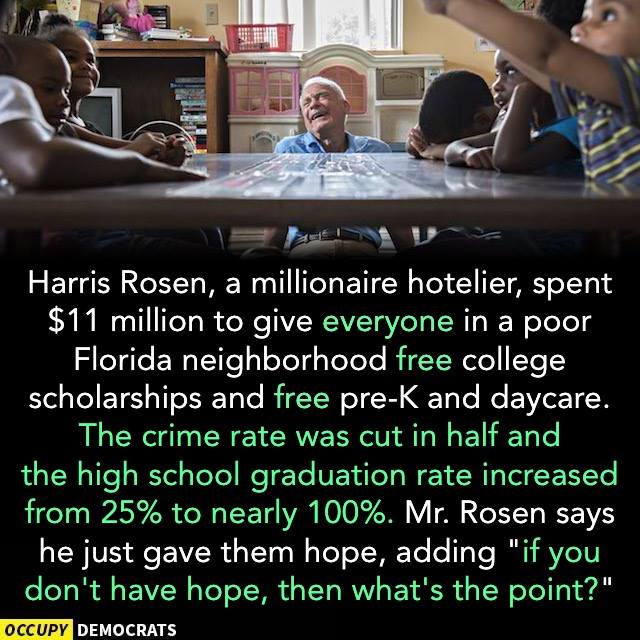 Harris Rosen, a millionaire hotelier, spent
$11 million to give everyone in a poor
Florida neighborhood free college
scholarships and free pre-K and daycare.
The crime rate was cut in half and
the high school graduation rate increased
from 25% to nearly 100%. Mr. Rosen says
he just gave them hope, adding "if you
don't have hope, then what's the point?"
OCCUPY DEMOCRATS